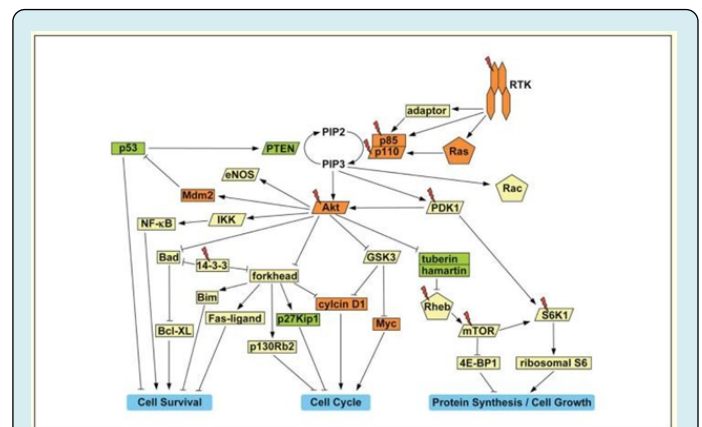 RTK
adaptor
PIP2
p85
p110
Ras
p53
PTEN
PIP3
eNOS
Rac
Mdm2
Akt
PDK1
NF-κB
IKK
Bad
14-3-3
GSK3
tuberin
hamartin
forkhead
Bim
cylcin D1
Rheb
Fas-ligand
p27Kip1
Myc
S6K1
Bcl-XL
mTOR
p130Rb2
4E-BP1
ribosomal S6
Cell Survival
Cell Cycle
Protein Synthesis / Cell Growth